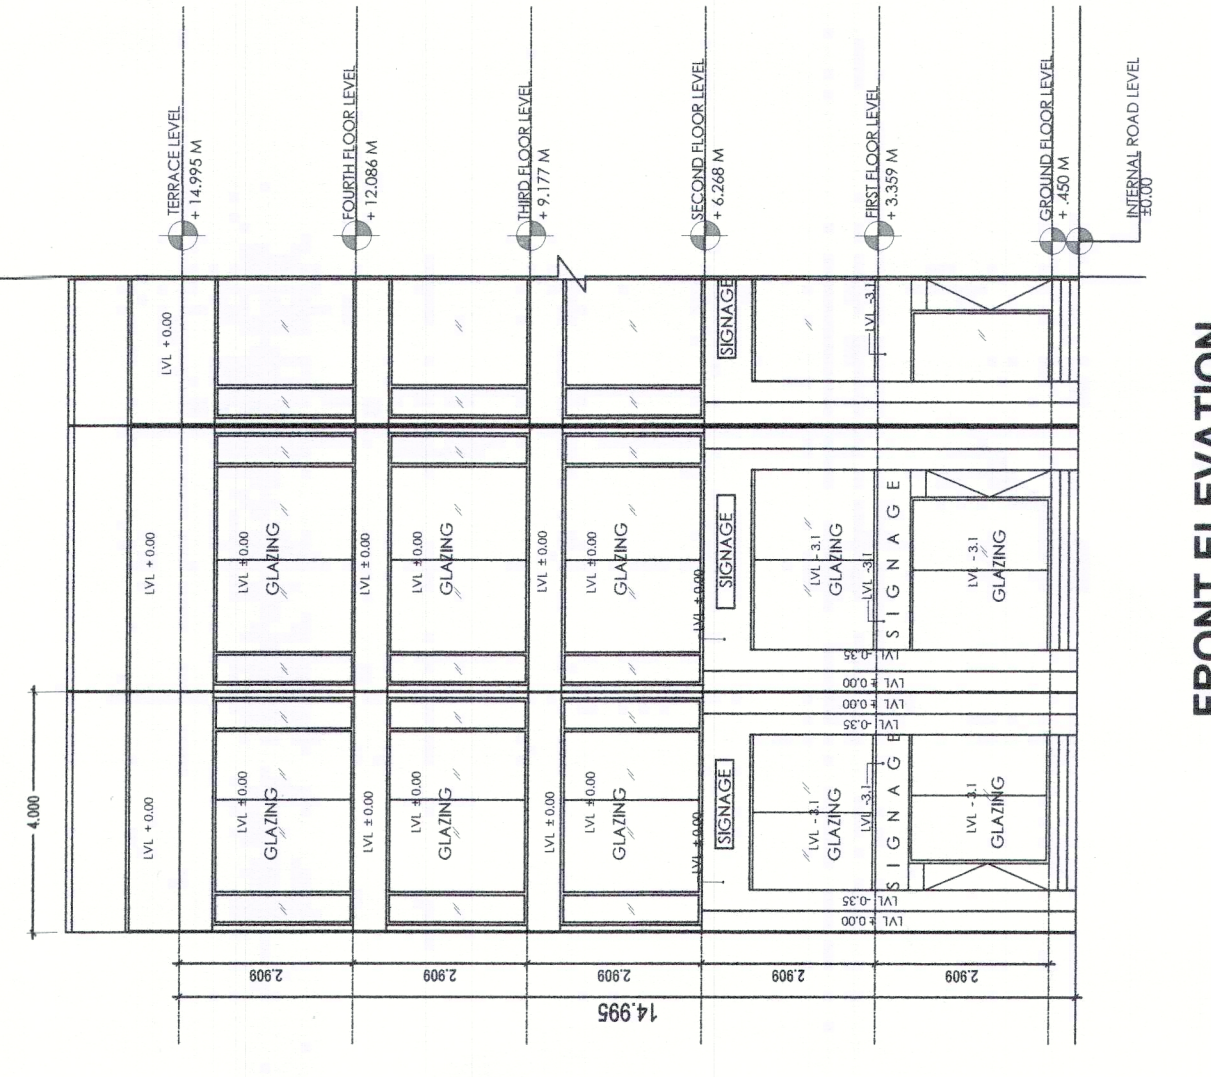 4.000
TERRACE LEVEL
+ 14.995 M
FOURTH FLOOR LEVEL
+ 12.086 M
THIRD FLOOR LEVEL
+ 9.177 M
SECOND FLOOR LEVEL
+ 6.268 M
FIRST FLOOR LEVEL
+ 3.359 M
GROUND FLOOR LEVEL
+ .450 M
INTERNAL ROAD LEVEL
±0.00
LVL + 0.00
LVL + 0.00
LVL + 0.00
LVL ± 0.00
GLAZING
LVL ± 0.00
GLAZING
LVL ± 0.00
LVL ± 0.00
LVL ± 0.00
GLAZING
LVL ± 0.00
GLAZING
LVL ± 0.00
LVL ± 0.00
LVL ± 0.00
GLAZING
LVL ± 0.00
GLAZING
LVL ± 0.00
LVL ± 0.00
SIGNAGE
SIGNAGE
SIGNAGE
LVL - 3.1
GLAZING
LVL - 3.1
GLAZING
LVL -3.1
LVL -3.1
LVL -3.1
SIGNAGE
SIGNAGE
LVL - 3.1
GLAZING
LVL - 3.1
GLAZING
LVL -0.35
LVL ± 0.00
LVL ± 0.00
LVL -0.35
LVL -0.35
LVL ± 0.00
2.909
2.909
2.909
2.909
2.909
14.995
FRONT ELEVATION